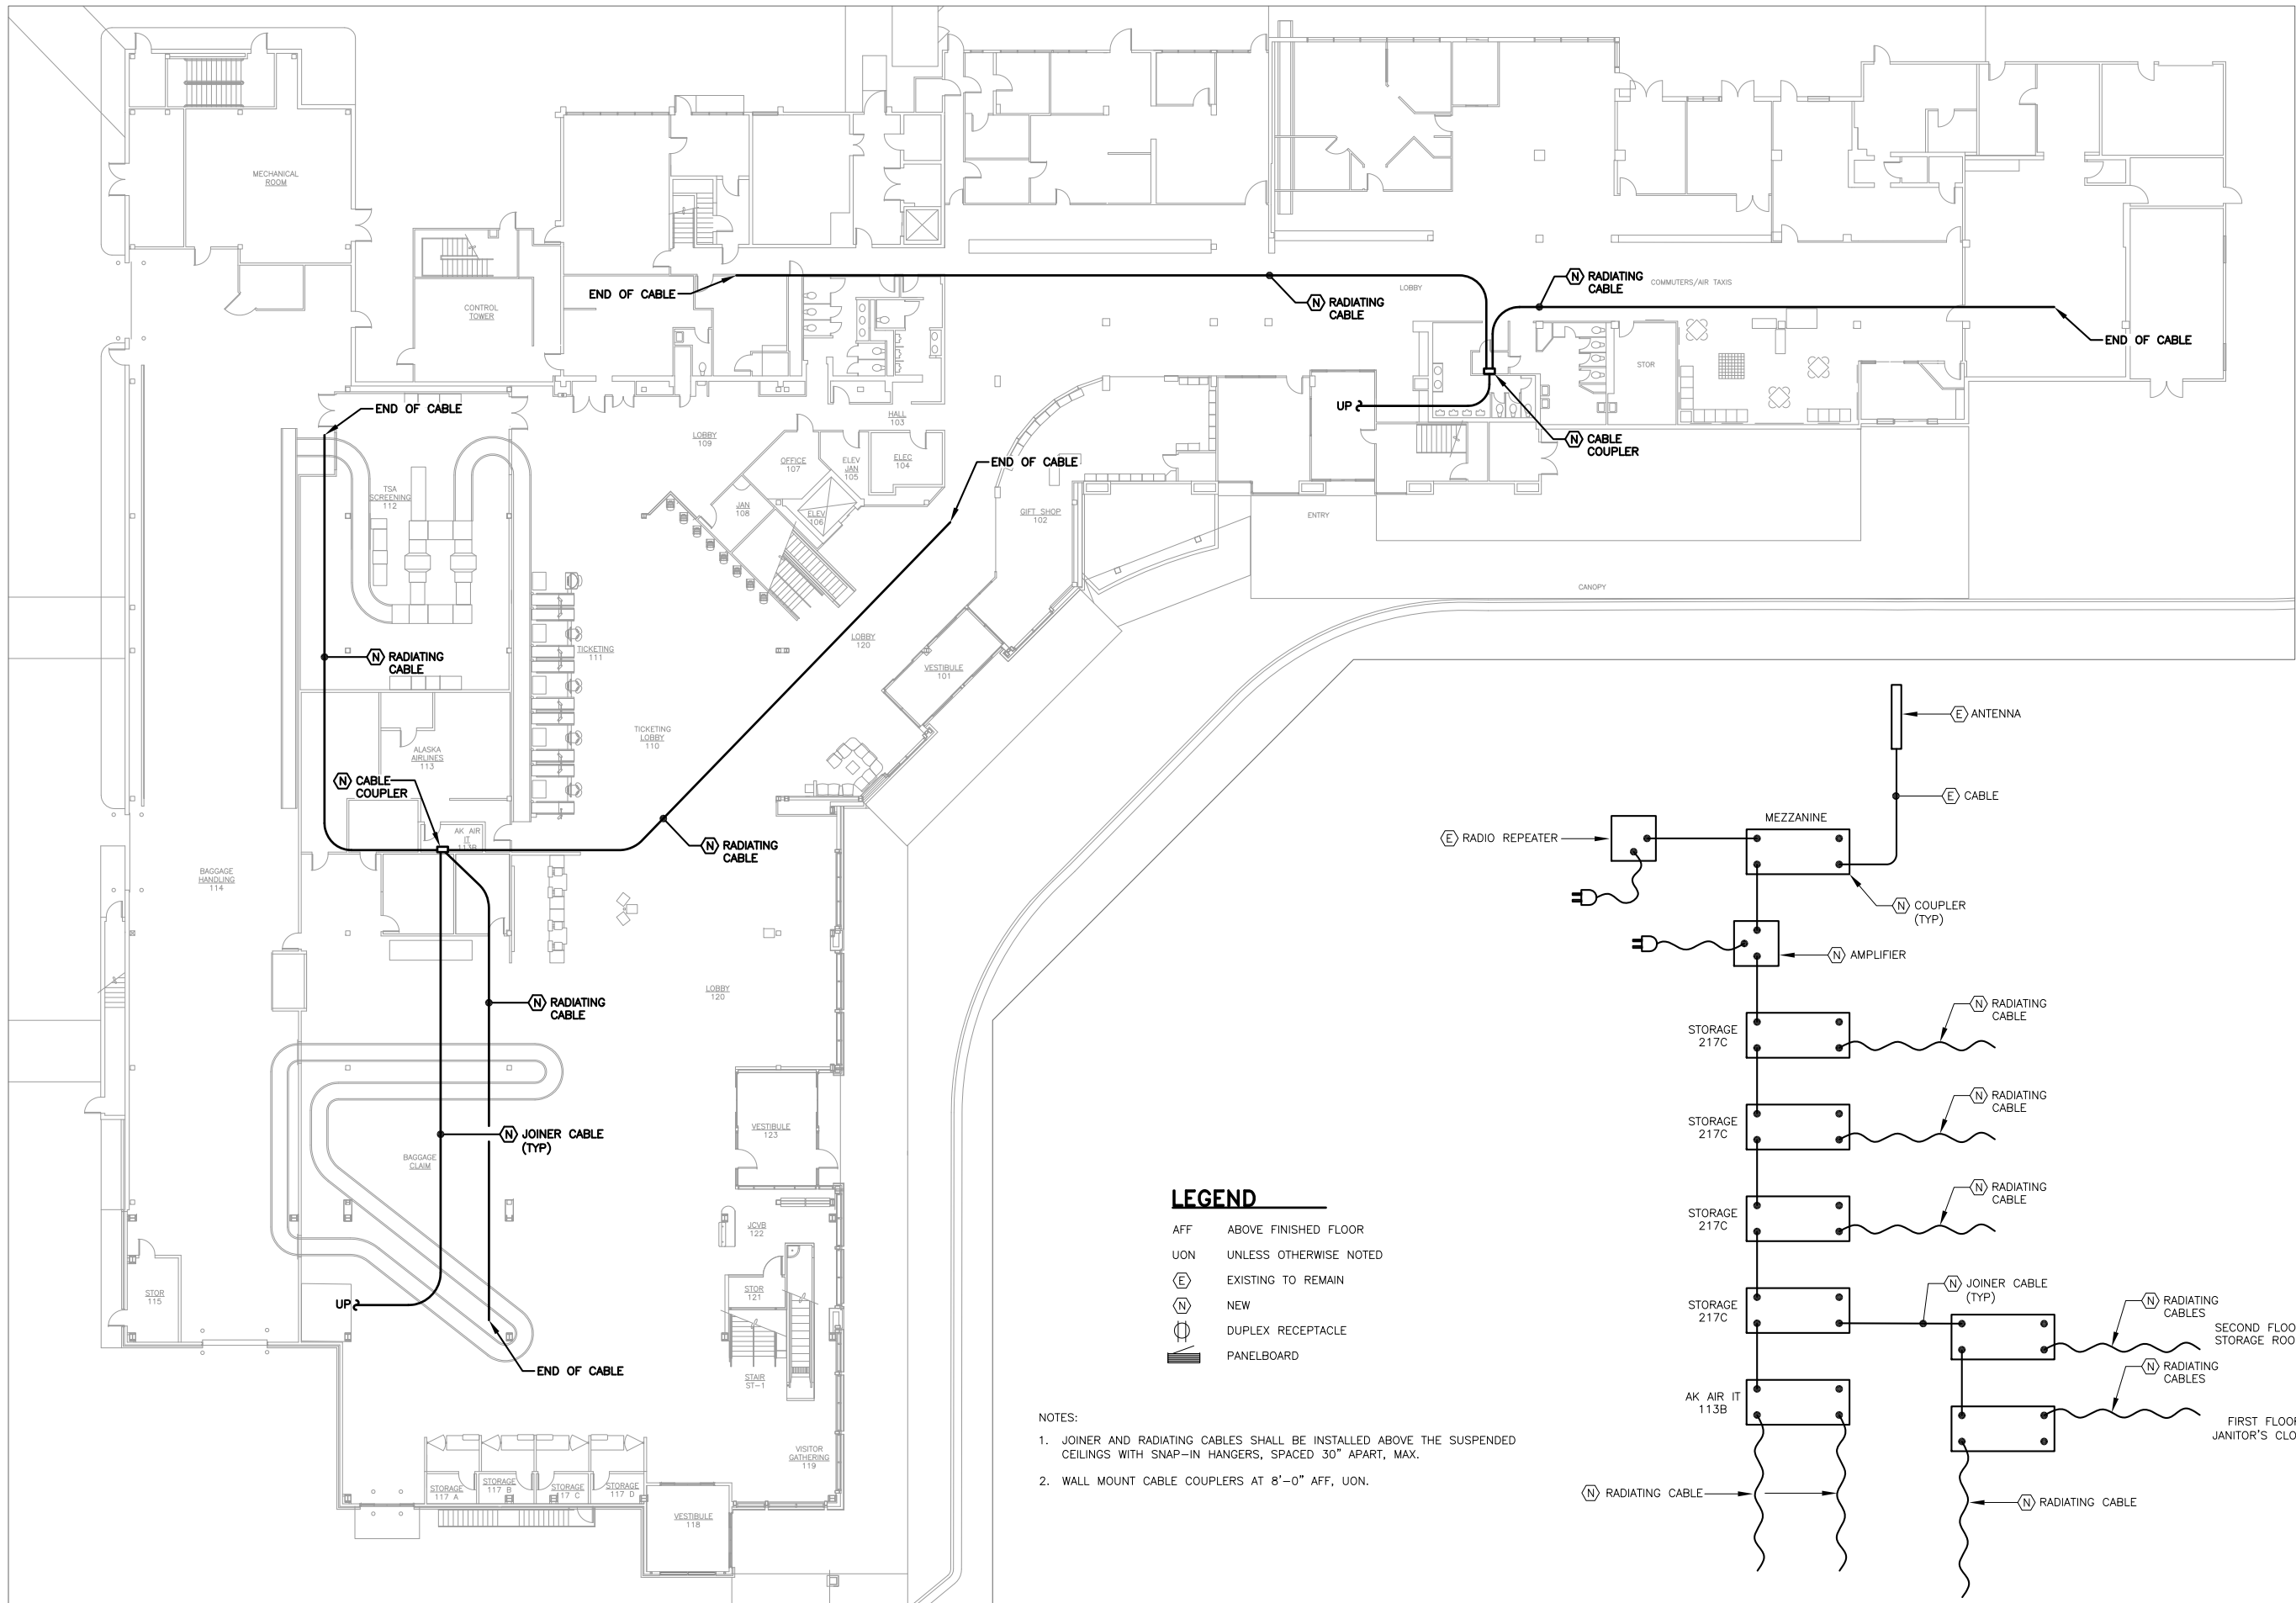 MECHANICAL
ROOM
CONTROL
TOWER
END OF CABLE
N RADIATING
CABLE
LOBBY
N RADIATING
CABLE
COMMUTERS/AIR TAXIS
END OF CABLE
STOR
UP
N CABLE
COUPLER
END OF CABLE
HALL
103
LOBBY
109
OFFICE
107
ELEV
JAN
105
ELEC
104
END OF CABLE
TSA
SCREENING
112
JAN
108
ELEV
106
GIFT SHOP
102
ENTRY
CANOPY
N RADIATING
CABLE
TICKETING
111
LOBBY
120
VESTIBULE
101
TICKETING
LOBBY
110
ALASKA
AIRLINES
113
N CABLE
COUPLER
AK AIR
IT
113B
N RADIATING
CABLE
BAGGAGE
HANDLING
114
N RADIATING
CABLE
LOBBY
120
VESTIBULE
123
N JOINER CABLE
(TYP)
BAGGAGE
CLAIM
JCVB
122
STOR
121
STOR
115
UP
END OF CABLE
STAIR
ST-1
VISITOR
GATHERING
119
STORAGE
117 A
STORAGE
117 B
STORAGE
117 C
STORAGE
117 D
VESTIBULE
118
LEGEND
AFF ABOVE FINISHED FLOOR
UON UNLESS OTHERWISE NOTED
E EXISTING TO REMAIN
N NEW
DUPLEX RECEPTACLE
PANELBOARD
NOTES:
1. JOINER AND RADIATING CABLES SHALL BE INSTALLED ABOVE THE SUSPENDED
CEILINGS WITH SNAP-IN HANGERS, SPACED 30" APART, MAX.
2. WALL MOUNT CABLE COUPLERS AT 8'-0" AFF, UON.
E ANTENNA
E CABLE
MEZZANINE
E RADIO REPEATER
N COUPLER
(TYP)
N AMPLIFIER
N RADIATING
CABLE
STORAGE
217C
N RADIATING
CABLE
STORAGE
217C
N RADIATING
CABLE
STORAGE
217C
N JOINER CABLE
(TYP)
STORAGE
217C
N RADIATING
CABLES
SECOND FLOO
STORAGE ROO
N RADIATING
CABLES
AK AIR IT
113B
FIRST FLOOR
JANITOR'S CLO
N RADIATING CABLE
N RADIATING CABLE